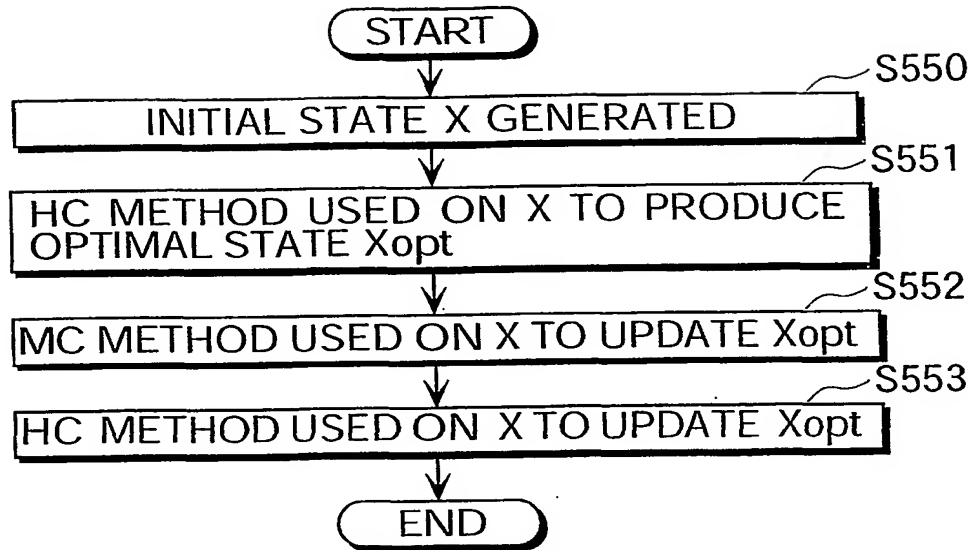 START
S550
INITIAL STATE X GENERATED
S551
HC METHOD USED ON X TO PRODUCE
OPTIMAL STATE Xopt
S552
MC METHOD USED ON X TO UPDATE Xopt
S553
HC METHOD USED ON X TO UPDATE Xopt
END